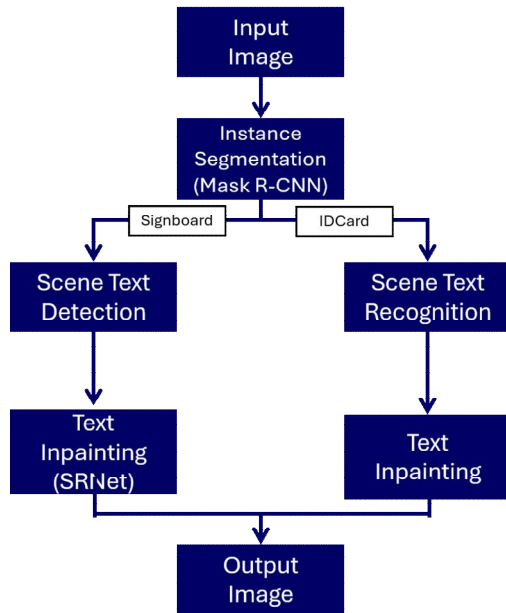 Input
Image
Instance
Segmentation
(Mask R-CNN)
Signboard
IDCard
Scene Text
Detection
Scene Text
Recognition
Text
Inpainting
(SRNet)
Text
Inpainting
Output
Image